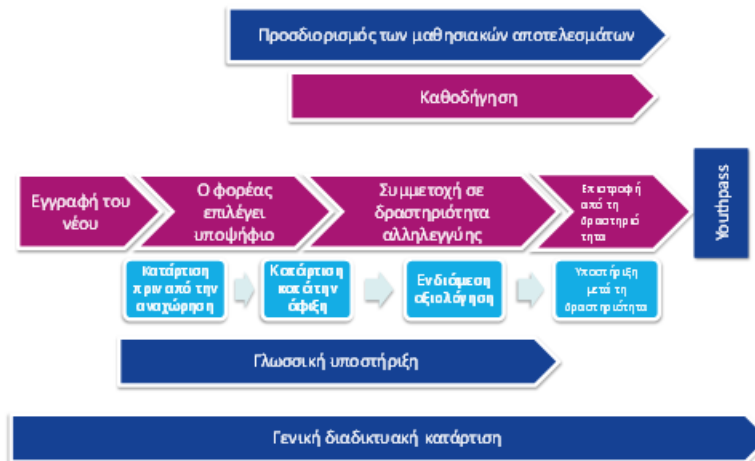 Προσδιορισμός των μαθησιακών αποτελεσμάτων
Καθοδήγηση
Εγγραφή του
νέου
Ο φορέας
επιλέγει
υποψήφιο
Συμμετοχή σε
δραστηριότητα
αλληλεγγύης
Επιστραφή
από τη
δραστηριό
τητα
Youthpass
Κατάρτιση
πριν από την
αναχώρηση
Κατάρτιση
κατά την
άφιξη
Ενδιάμεση
αξιολόγηση
Υποστήριξη
μετά τη
δραστηριότητα
Γλωσσική υποστήριξη
Γενική διαδικτυακή κατάρτιση